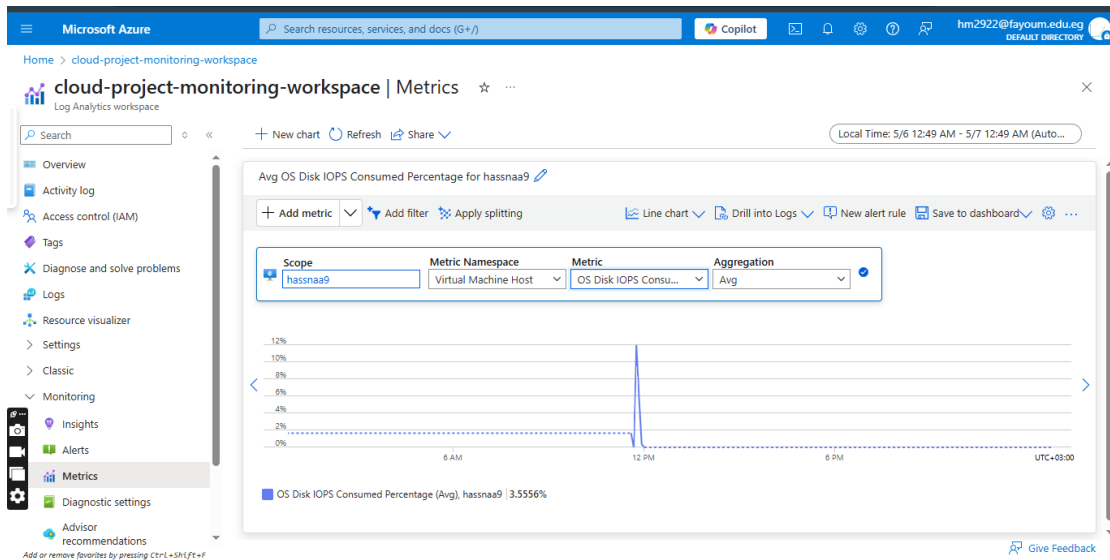 Microsoft Azure
Search resources, services, and docs (G+/)
Copilot
hm2922@fayoum.edu.eg
DEFAULT DIRECTORY
Home > cloud-project-monitoring-workspace
cloud-project-monitoring-workspace | Metrics
Log Analytics workspace
Search
New chart Refresh Share
Local Time: 5/6 12:49 AM - 5/7 12:49 AM (Auto...
Overview
Activity log
Access control (IAM)
Tags
Diagnose and solve problems
Logs
Resource visualizer
Settings
Classic
Monitoring
Insights
Alerts
Metrics
Diagnostic settings
Advisor
recommendations
Add or remove favorites by pressing Ctrl+Shift+F
Avg OS Disk IOPS Consumed Percentage for hassnaa9
Add metric Add filter Apply splitting Line chart Drill into Logs New alert rule Save to dashboard ...
Scope Metric Namespace Metric Aggregation
hassnaa9 Virtual Machine Host OS Disk IOPS Consu... Avg
12%
10%
8%
6%
4%
2%
0%
6 AM 12 PM 6 PM UTC+03:00
OS Disk IOPS Consumed Percentage (Avg), hassnaa9 | 3.5556%
Give Feedback